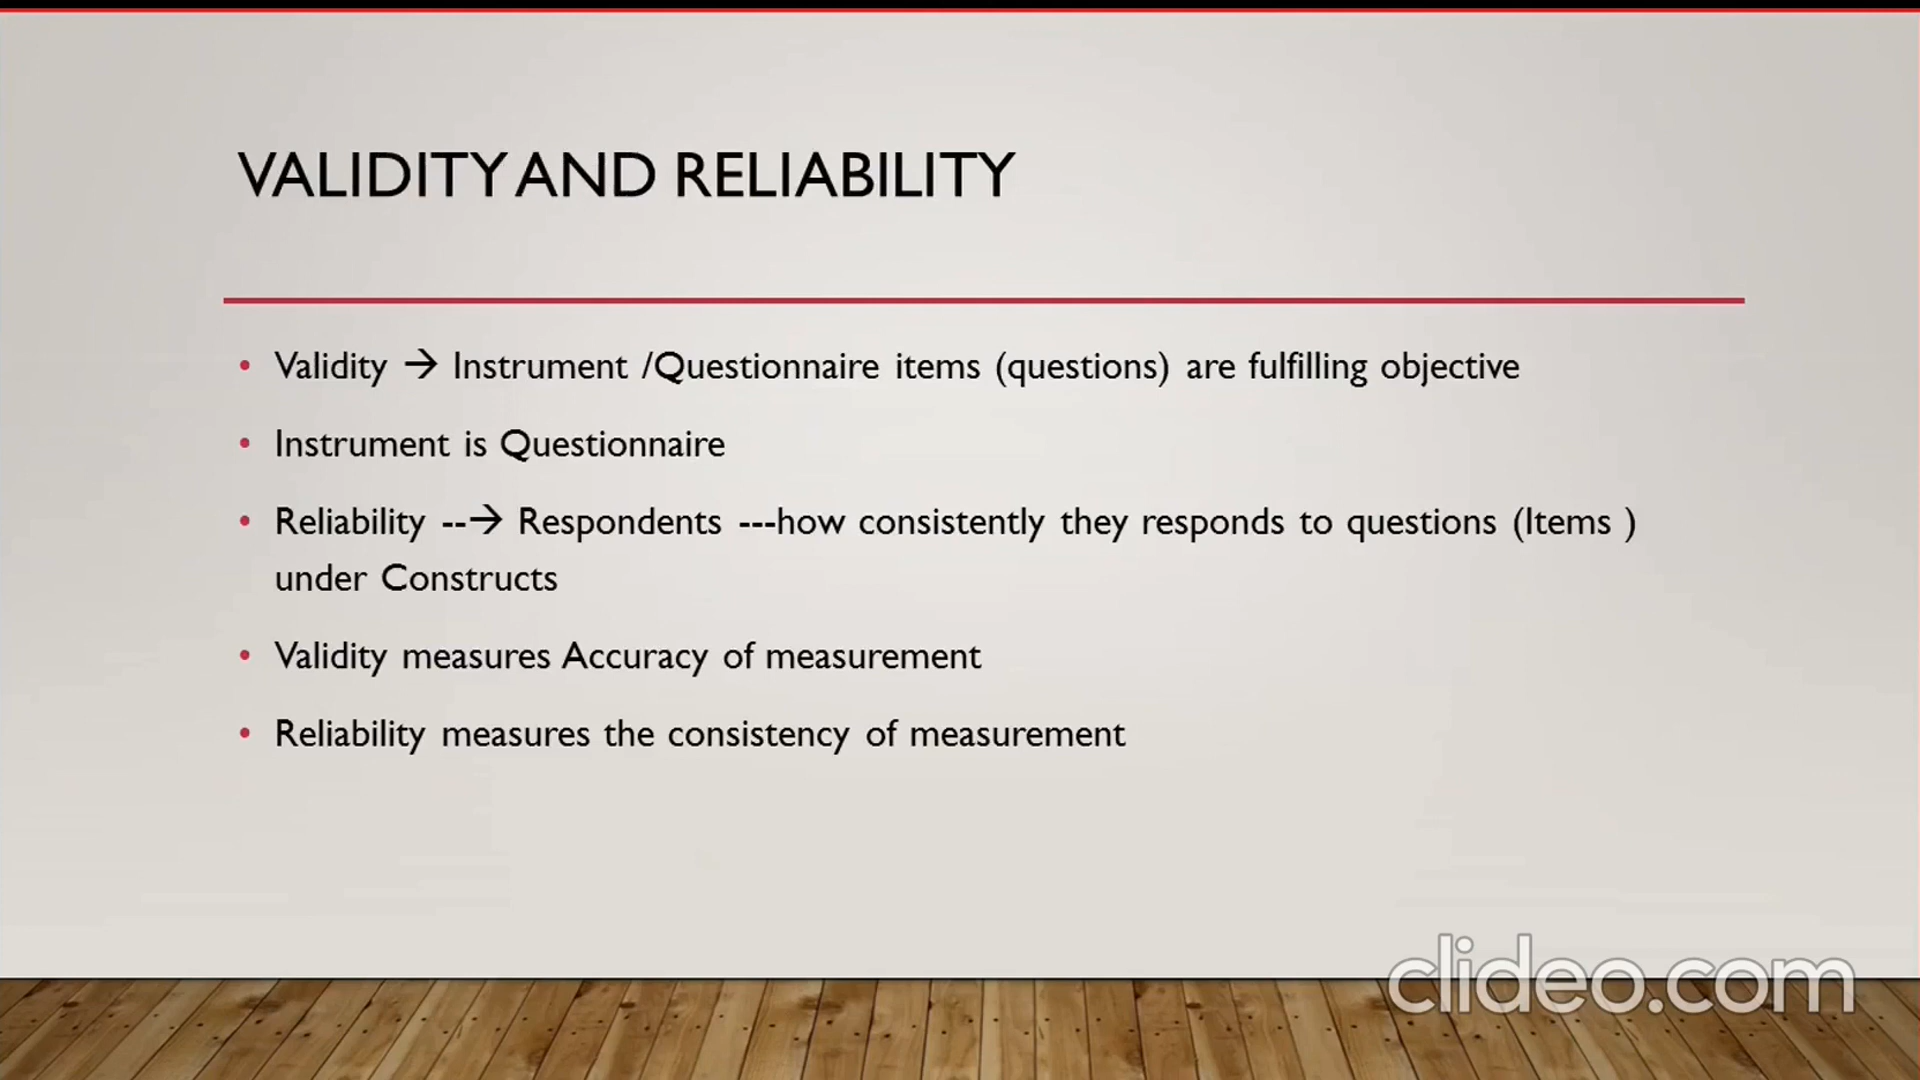 VALIDITY AND RELIABILITY
• Validity → Instrument /Questionnaire items (questions) are fulfilling objective
• Instrument is Questionnaire
• Reliability --→ Respondents ---how consistently they responds to questions (Items )
under Constructs
• Validity measures Accuracy of measurement
• Reliability measures the consistency of measurement
clideo.com